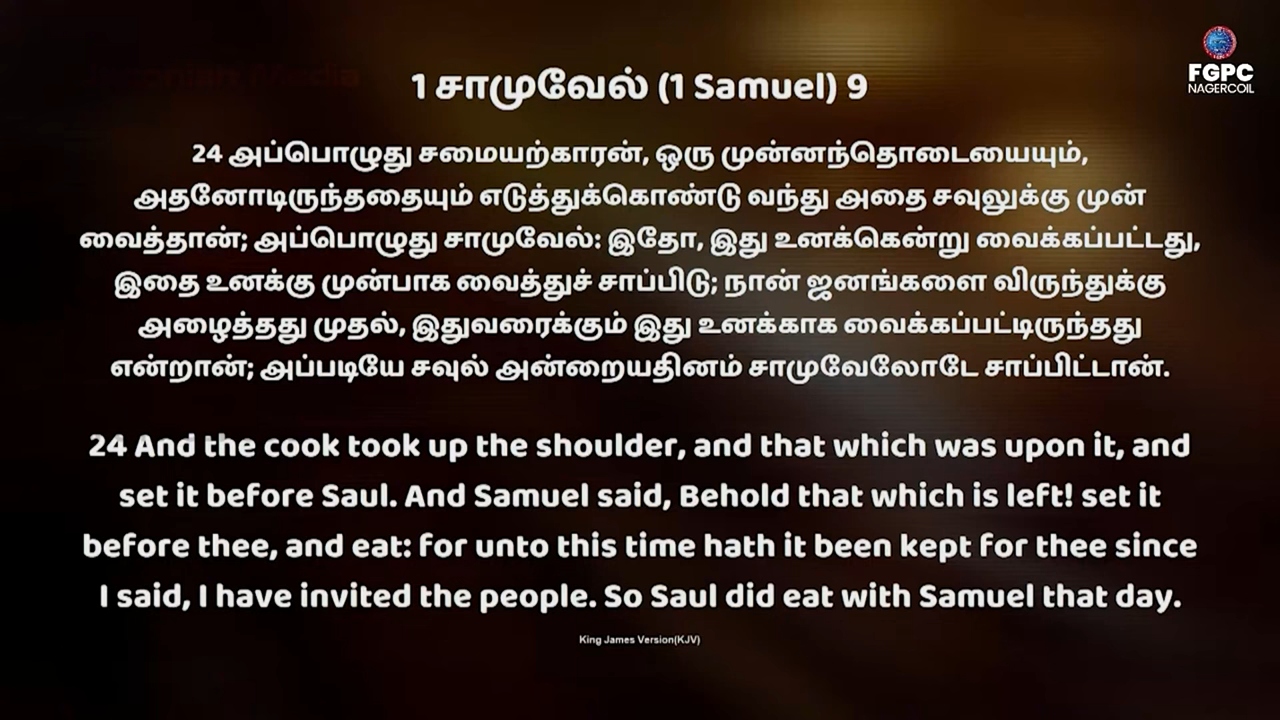 FGPC
NAGERCOIL
1 சாமுவேல் (1 Samuel) 9
24 அப்பொழுது சமையற்காரன், ஒரு முன்னந்தொடையையும்,
அதனோடிருந்ததையும் எடுத்துக்கொண்டு வந்து அதை சவுலுக்கு முன்
வைத்தான்; அப்பொழுது சாமுவேல்: இதோ, இது உனக்கென்று வைக்கப்பட்டது,
இதை உனக்கு முன்பாக வைத்துச் சாப்பிடு; நான் ஜனங்களை விருந்துக்கு
அழைத்தது முதல், இதுவரைக்கும் இது உனக்காக வைக்கப்பட்டிருந்தது
என்றான்; அப்படியே சவுல் அன்றையதினம் சாமுவேலோடே சாப்பிட்டான்.
24 And the cook took up the shoulder, and that which was upon it, and
set it before Saul. And Samuel said, Behold that which is left! set it
before thee, and eat: for unto this time hath it been kept for thee since
I said, I have invited the people. So Saul did eat with Samuel that day.
King James Version(KJV)